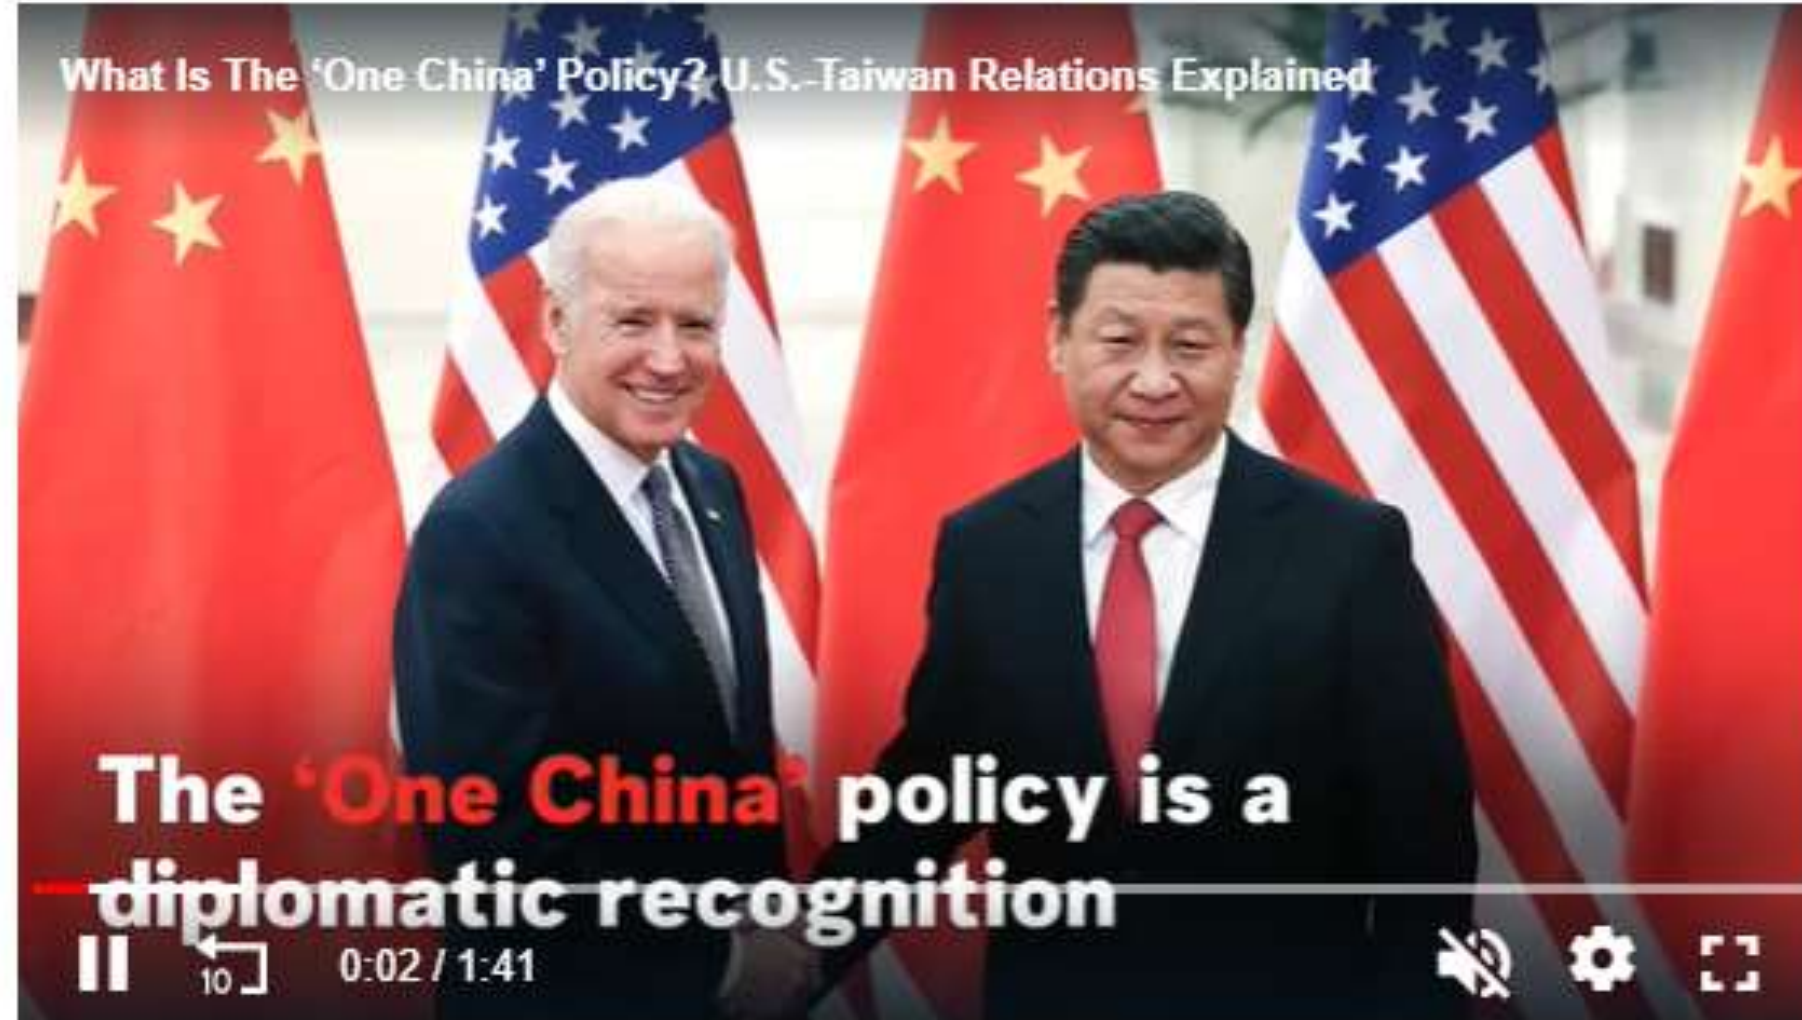 What Is The ‘One China’ Policy? U.S.-Taiwan Relations Explained
The ‘One China’ policy is a
diplomatic recognition
10
0:02 / 1:41